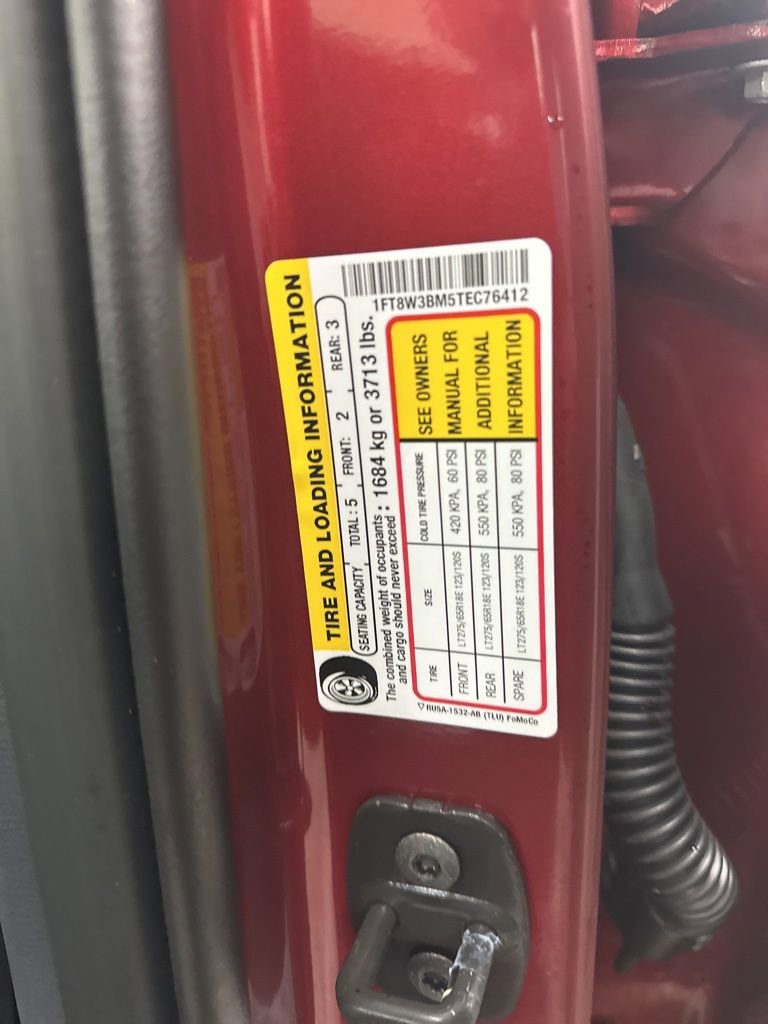 TIRE AND LOADING INFORMATION
SEATING CAPACITY TOTAL: 5 FRONT: 2 REAR: 3
The combined weight of occupants and cargo should never exceed : 1684 kg or 3713 lbs.
1FT8W3BM5TEC76412
TIRE SIZE COLD TIRE PRESSURE
FRONT LT275/65R18E 123/120S 420 KPA, 60 PSI
REAR LT275/65R18E 123/120S 550 KPA, 80 PSI
SPARE LT275/65R18E 123/120S 550 KPA, 80 PSI
SEE OWNERS
MANUAL FOR
ADDITIONAL
INFORMATION
RU5A-1532-AB (TLU) FoMoCo